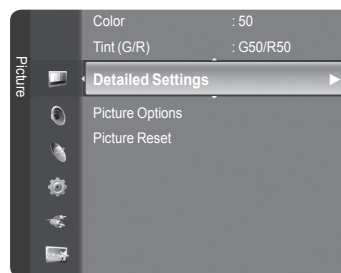 Picture
Color : 50
Tint (G/R) : G50/R50
Detailed Settings
Picture Options
Picture Reset